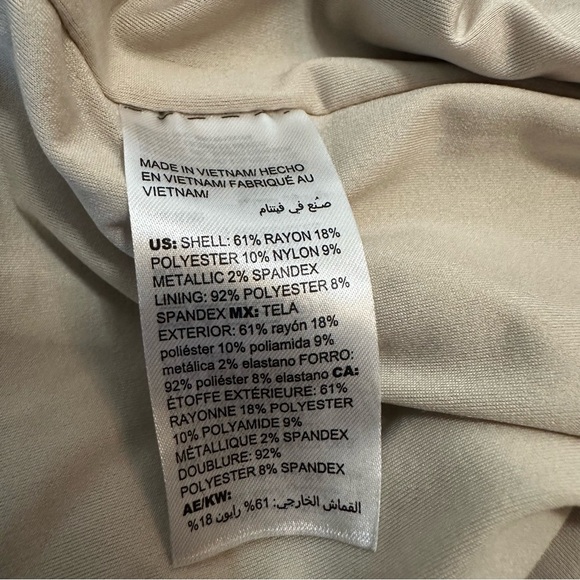 MADE IN VIETNAM/ HECHO
EN VIETNAM/ FABRIQUÉ AU
VIETNAM/
صُنع في فيتنام
US: SHELL: 61% RAYON 18%
POLYESTER 10% NYLON 9%
METALLIC 2% SPANDEX
LINING: 92% POLYESTER 8%
SPANDEX MX: TELA
EXTERIOR: 61% rayón 18%
poliéster 10% poliamida 9%
metálica 2% elastano FORRO:
92% poliéster 8% elastano CA:
ÉTOFFE EXTÉRIEURE: 61%
RAYONNE 18% POLYESTER
10% POLYAMIDE 9%
MÉTALLIQUE 2% SPANDEX
DOUBLURE: 92%
POLYESTER 8% SPANDEX
AE/KW:
القماش الخارجي: 61% رايون 18%